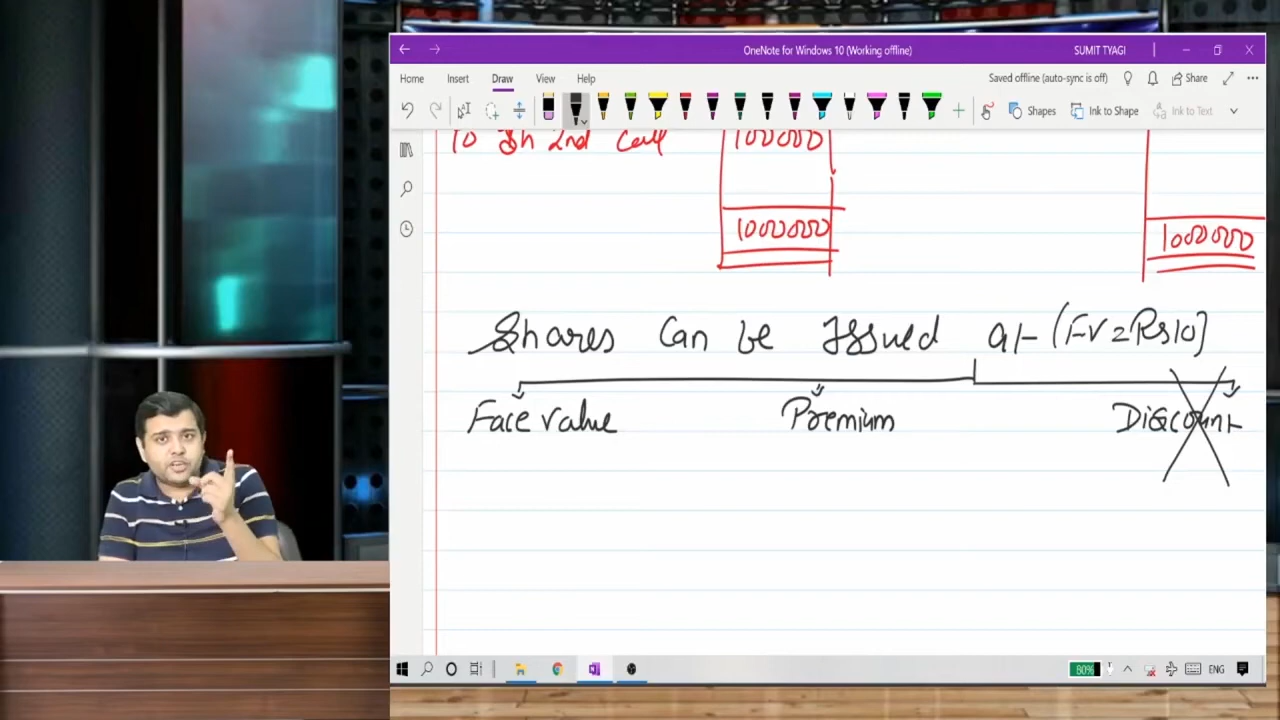 OneNote for Windows 10 (Working offline)
SUMIT TYAGI
Home Insert Draw View Help
Saved offline (auto-sync is off) Share
Shapes Ink to Shape Ink to Text
To Sh 2nd Call 1000000
1000000 1000000
Shares Can be Issued at (FV = Rs10)
Face value Premium Discount
80% ENG